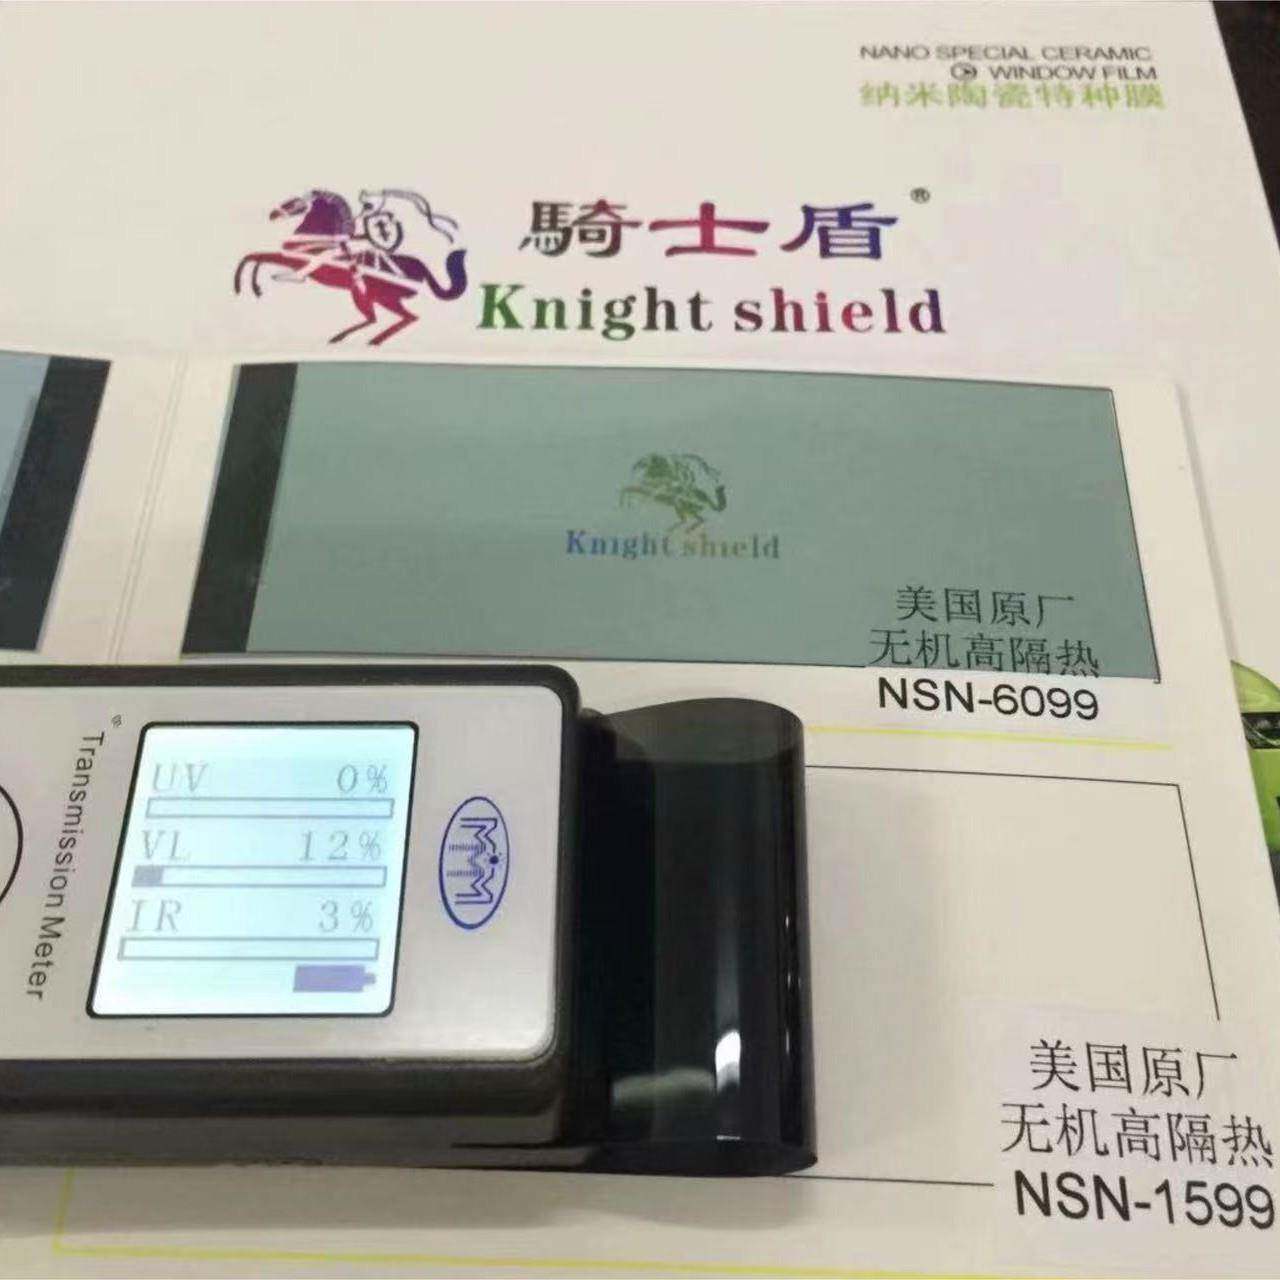 NANO SPECIAL CERAMIC
WINDOW FILM
纳米陶瓷特种膜
騎士盾®
Knight shield
Knight shield
美国原厂
无机高隔热
NSN-6099
Transmission Meter
UV 0%
VL 12%
IR 3%
美国原厂
无机高隔热
NSN-1599